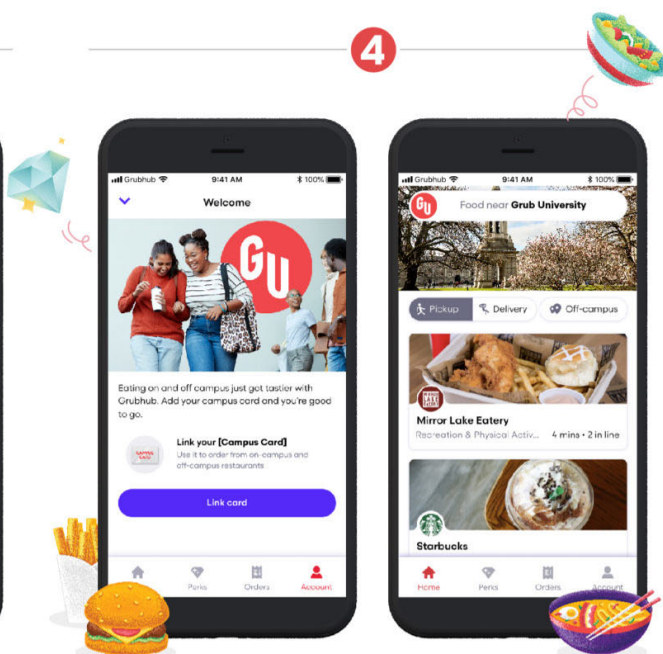 4
Grubhub
9:41 AM
100%
Welcome
GU
Eating on and off campus just got tastier with
Grubhub. Add your campus card and you're good
to go.
CAMPUS
CARD
Link your [Campus Card]
Use it to order from on-campus and
off-campus restaurants
Link card
Perks
Orders
Account
Grubhub
9:41 AM
100%
GU
Food near Grub University
Pickup
Delivery
Off-campus
MIRROR
LAKE
Mirror Lake Eatery
Recreation & Physical Activ...
4 mins • 2 in line
Starbucks
Home
Perks
Orders
Account